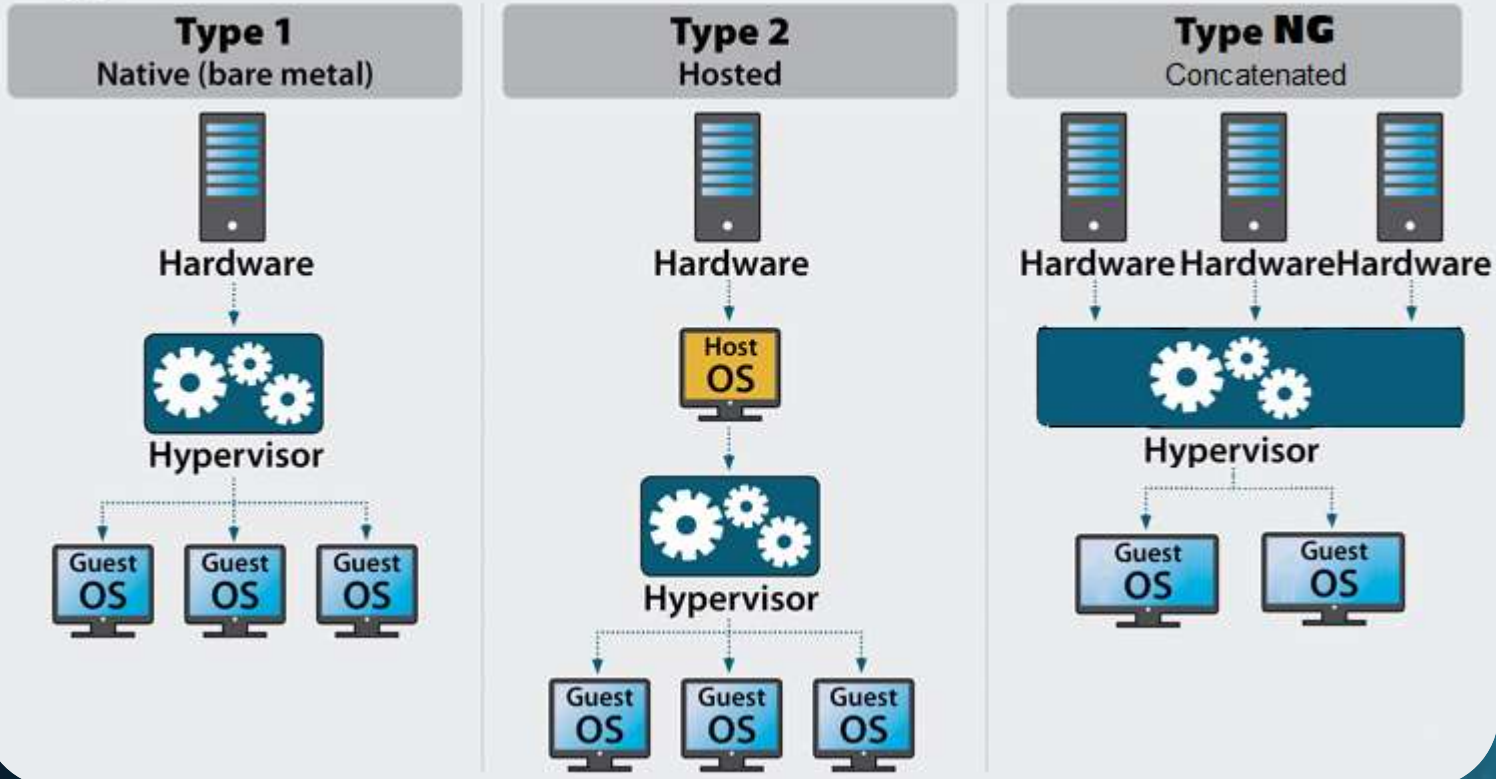 Type 1
Native (bare metal)
Hardware
Hypervisor
Guest
OS
Guest
OS
Guest
OS
Type 2
Hosted
Hardware
Host
OS
Hypervisor
Guest
OS
Guest
OS
Guest
OS
Type NG
Concatenated
Hardware Hardware Hardware
Hypervisor
Guest
OS
Guest
OS